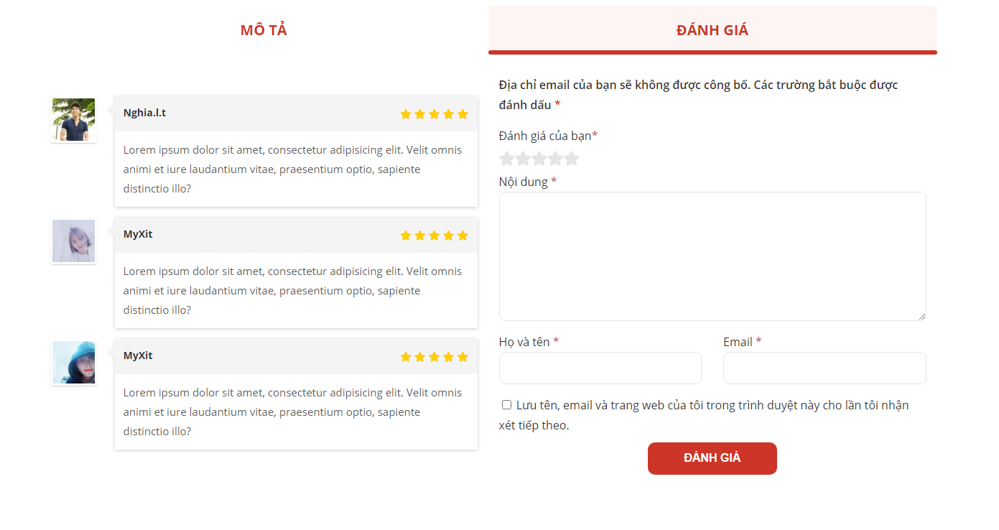 MÔ TẢ
ĐÁNH GIÁ
Nghia.l.t
Lorem ipsum dolor sit amet, consectetur adipisicing elit. Velit omnis
animi et iure laudantium vitae, praesentium optio, sapiente
distinctio illo?
MyXit
Lorem ipsum dolor sit amet, consectetur adipisicing elit. Velit omnis
animi et iure laudantium vitae, praesentium optio, sapiente
distinctio illo?
MyXit
Lorem ipsum dolor sit amet, consectetur adipisicing elit. Velit omnis
animi et iure laudantium vitae, praesentium optio, sapiente
distinctio illo?
Địa chỉ email của bạn sẽ không được công bố. Các trường bắt buộc được
đánh dấu *
Đánh giá của bạn*
Nội dung *
Họ và tên *
Email *
Lưu tên, email và trang web của tôi trong trình duyệt này cho lần tôi nhận
xét tiếp theo.
ĐÁNH GIÁ